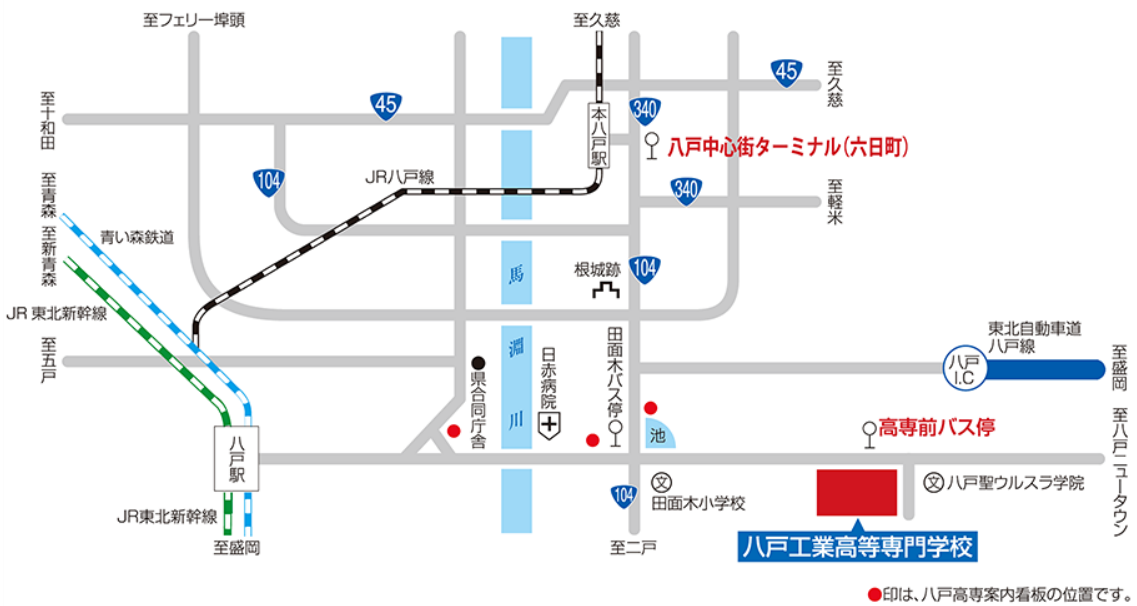 至フェリー埠頭
至久慈
45
至久慈
至十和田
45
340
本八戸駅
八戸中心街ターミナル(六日町)
104
JR八戸線
340
至軽米
至青森
青い森鉄道
至新青森
馬淵川
根城跡
104
JR東北新幹線
東北自動車道
八戸線
至五戸
県合同庁舎
日赤病院
田面木バス停
八戸
I.C
至盛岡
池
高専前バス停
至八戸ニュータウン
八戸駅
104
文
田面木小学校
文
八戸聖ウルスラ学院
JR東北新幹線
至盛岡
至二戸
八戸工業高等専門学校
●印は、八戸高専案内看板の位置です。